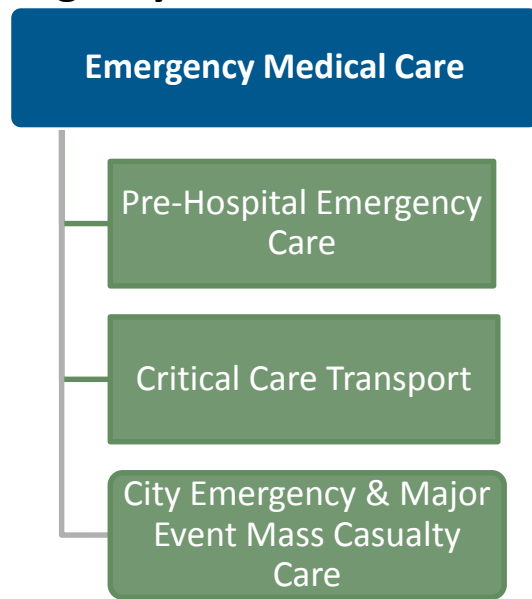 Emergency Medical Care
Pre-Hospital Emergency
Care
Critical Care Transport
City Emergency & Major
Event Mass Casualty
Care